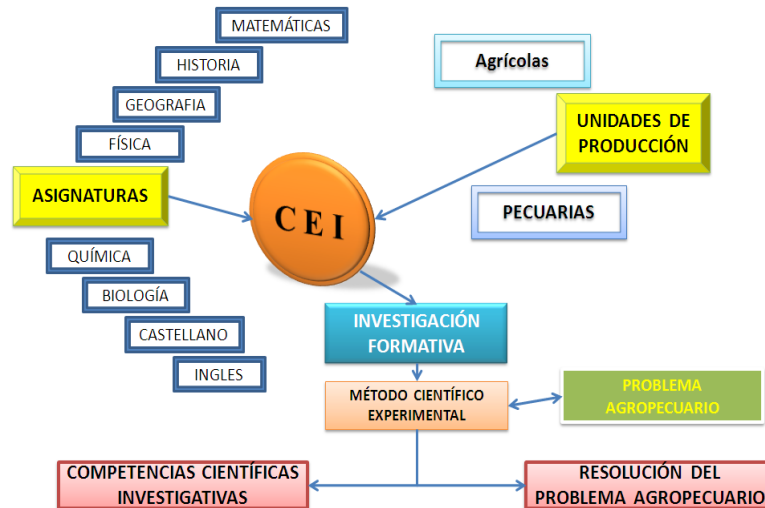 MATEMÁTICAS
HISTORIA
GEOGRAFIA
FÍSICA
ASIGNATURAS
QUÍMICA
BIOLOGÍA
CASTELLANO
INGLES
CEI
Agrícolas
UNIDADES DE
PRODUCCIÓN
PECUARIAS
INVESTIGACIÓN
FORMATIVA
MÉTODO CIENTÍFICO
EXPERIMENTAL
PROBLEMA
AGROPECUARIO
COMPETENCIAS CIENTÍFICAS
INVESTIGATIVAS
RESOLUCIÓN DEL
PROBLEMA AGROPECUARIO